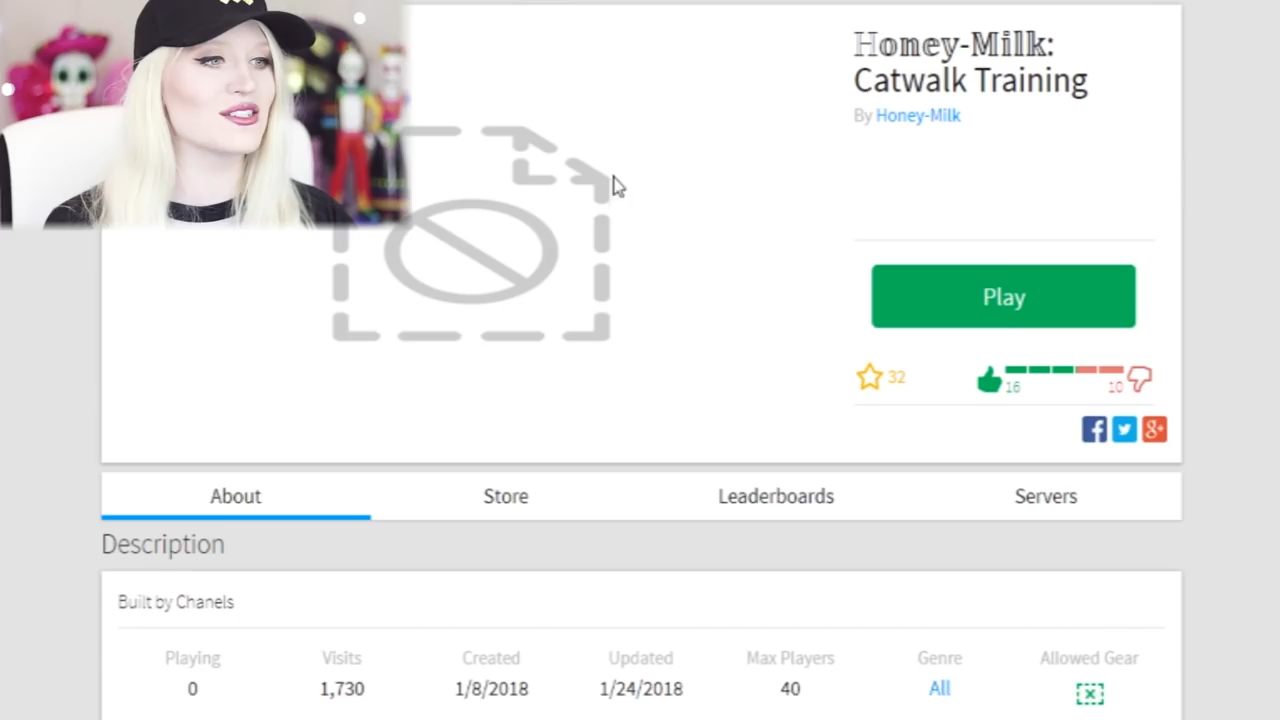 Honey-Milk:
Catwalk Training
By Honey-Milk
Play
32
16
10
About
Store
Leaderboards
Servers
Description
Built by Chanels
Playing
Visits
Created
Updated
Max Players
Genre
Allowed Gear
0
1,730
1/8/2018
1/24/2018
40
All